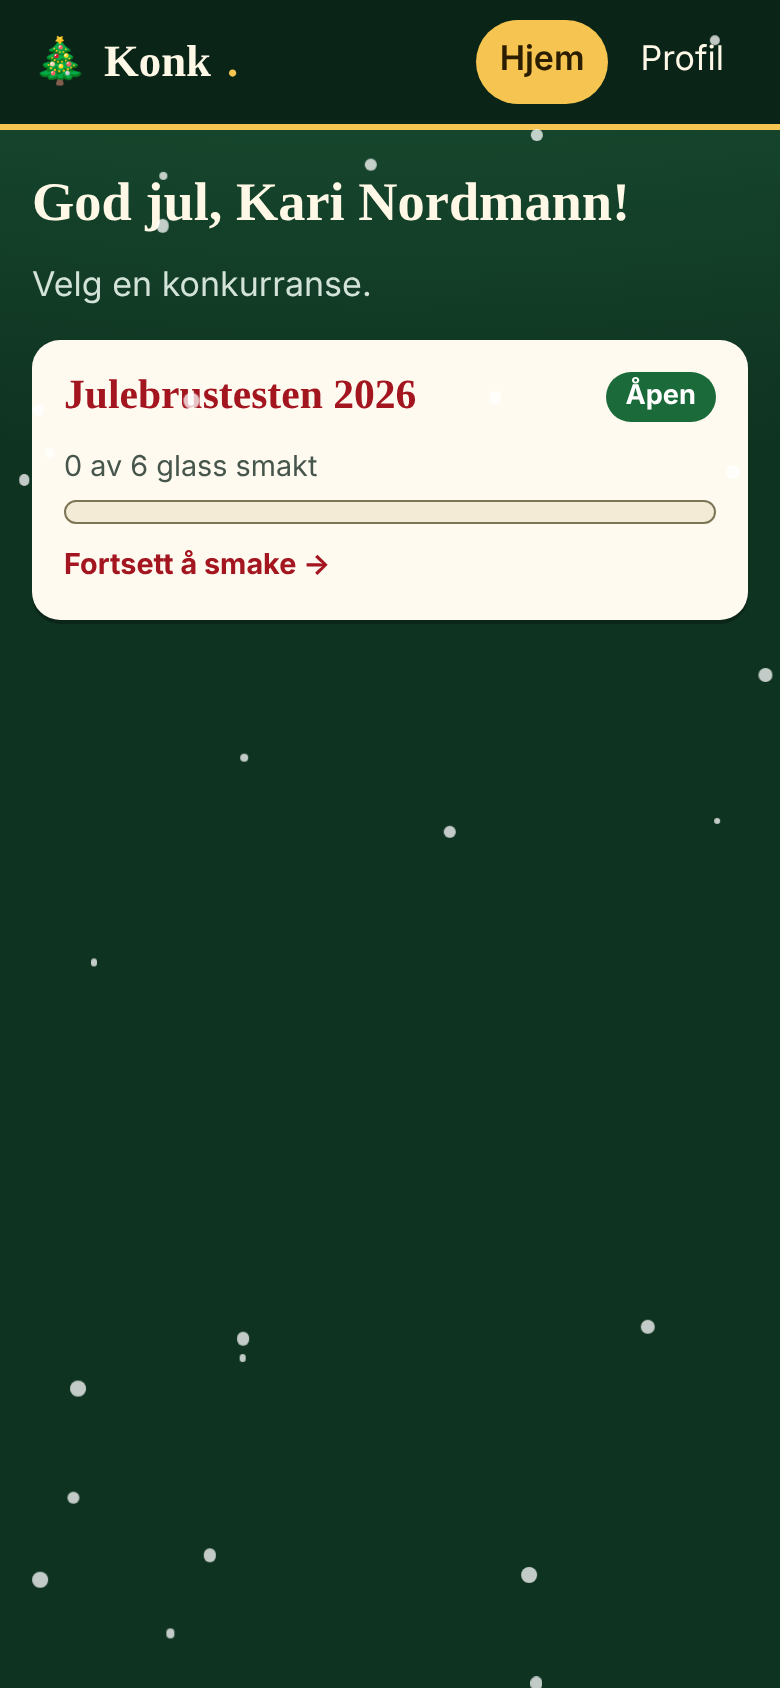 Konk .
Hjem
Profil
God jul, Kari Nordmann!
Velg en konkurranse.
Julebrustesten 2026
Åpen
0 av 6 glass smakt
Fortsett å smake →